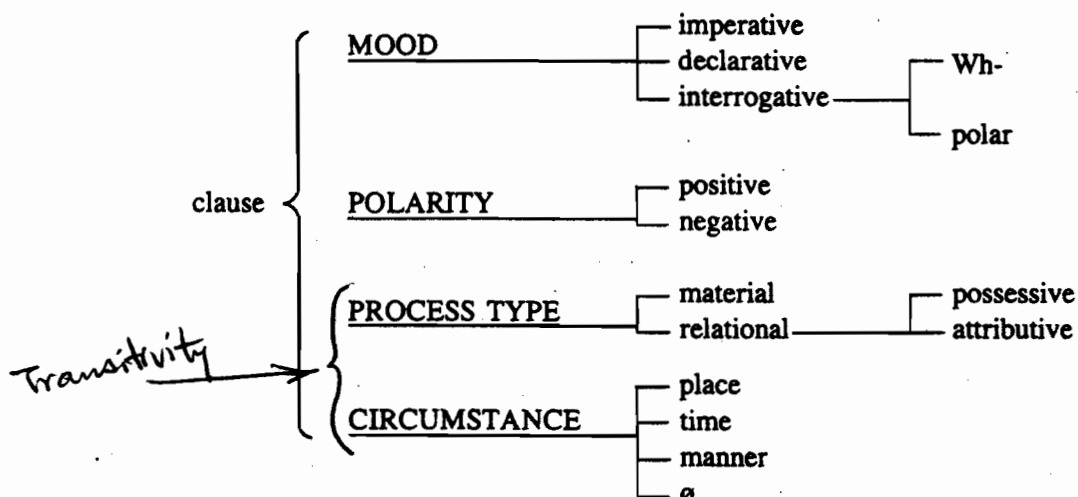 imperative
MOOD declarative Wh-
interrogative
polar
clause POLARITY positive
negative
PROCESS TYPE material possessive
relational attributive
Transitivity
place
CIRCUMSTANCE time
manner
ø